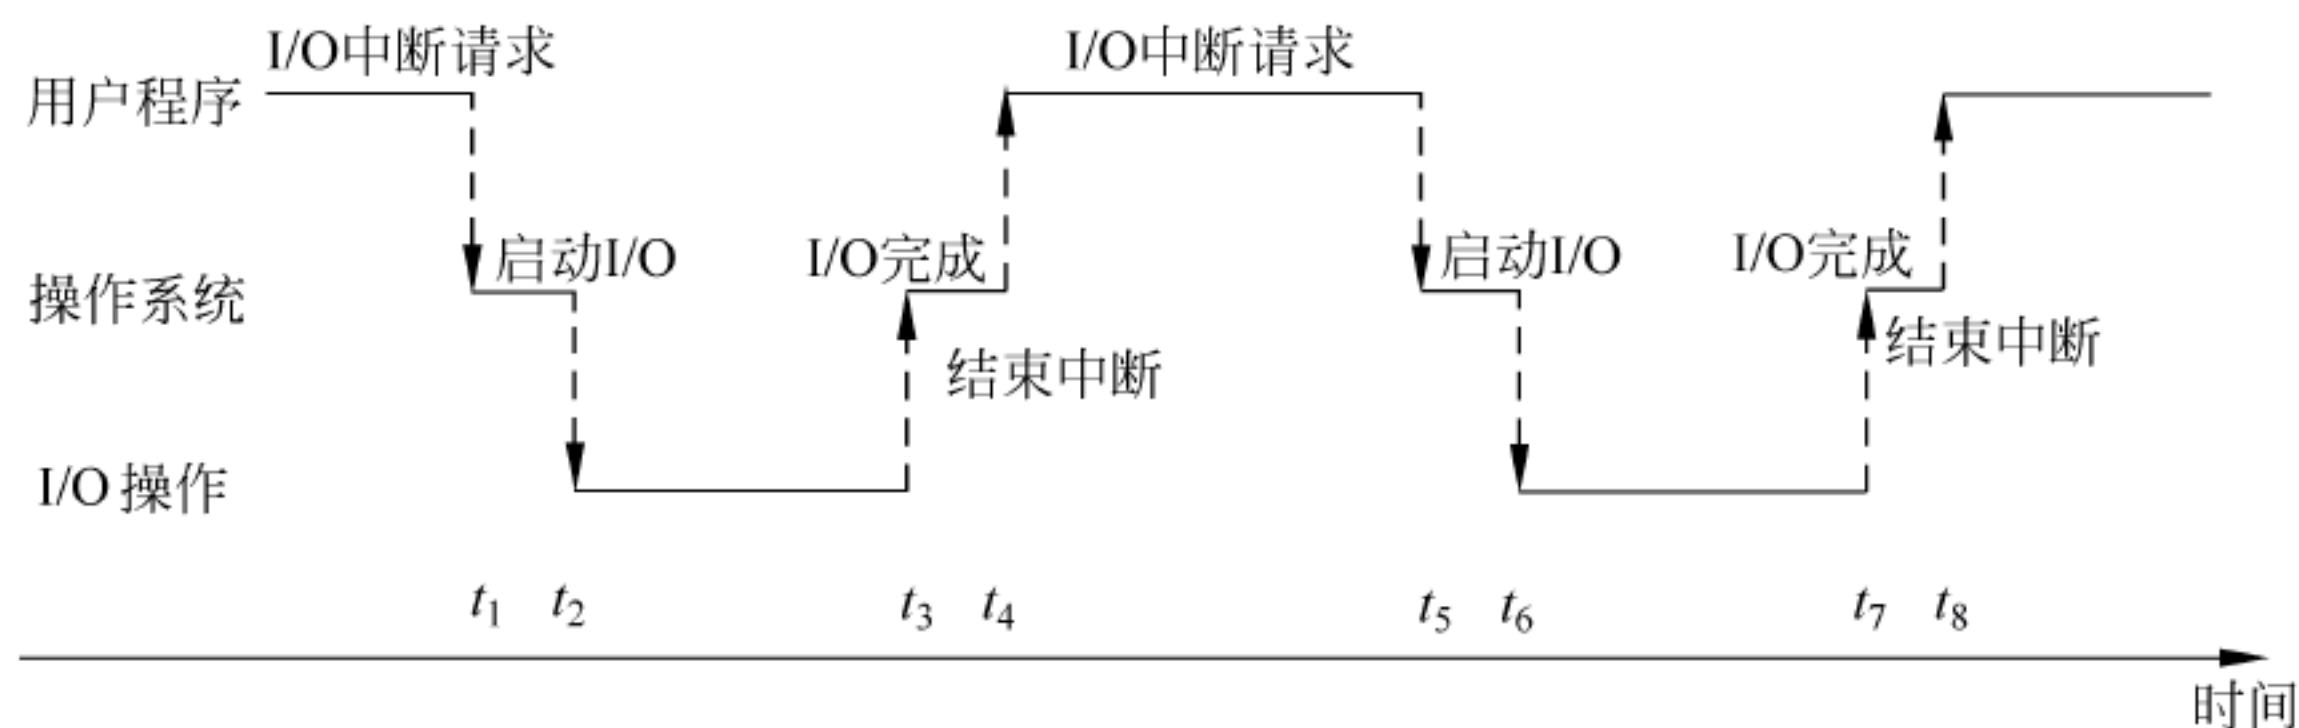 I/O中断请求 I/O中断请求
用户程序
启动I/O I/O完成 启动I/O I/O完成
操作系统
结束中断 结束中断
I/O 操作
t1 t2 t3 t4 t5 t6 t7 t8
时间